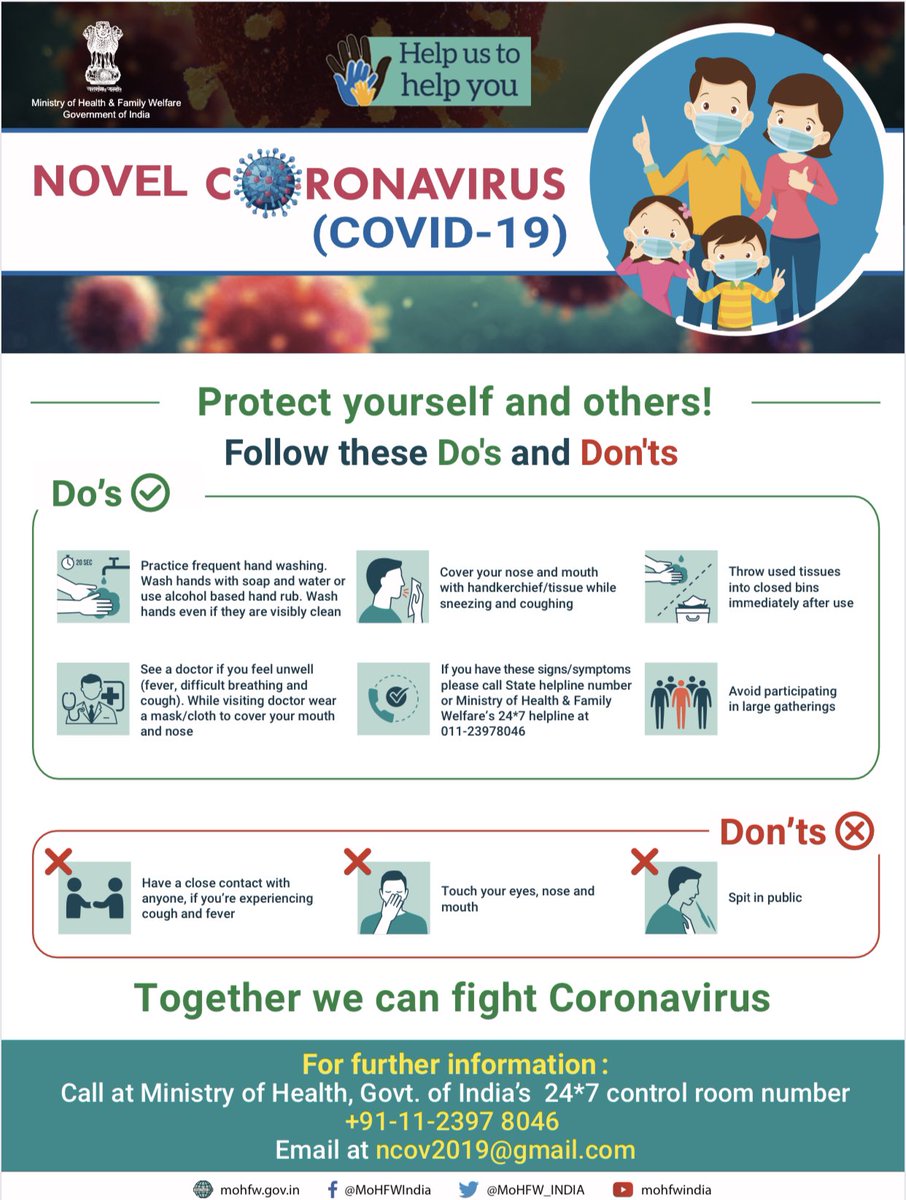 Ministry of Health & Family Welfare
Government of India
Help us to
help you
NOVEL CORONAVIRUS
(COVID-19)
Protect yourself and others!
Follow these Do's and Don'ts
Do's
20 SEC
Practice frequent hand washing.
Wash hands with soap and water or
use alcohol based hand rub. Wash
hands even if they are visibly clean
Cover your nose and mouth
with handkerchief/tissue while
sneezing and coughing
Throw used tissues
into closed bins
immediately after use
See a doctor if you feel unwell
(fever, difficult breathing and
cough). While visiting doctor wear
a mask/cloth to cover your mouth
and nose
If you have these signs/symptoms
please call State helpline number
or Ministry of Health & Family
Welfare's 24*7 helpline at
011-23978046
Avoid participating
in large gatherings
Don'ts
Have a close contact with
anyone, if you're experiencing
cough and fever
Touch your eyes, nose and
mouth
Spit in public
Together we can fight Coronavirus
For further information :
Call at Ministry of Health, Govt. of India's 24*7 control room number
+91-11-2397 8046
Email at ncov2019@gmail.com
mohfw.gov.in
@MoHFWIndia
@MoHFW_INDIA
mohfwindia